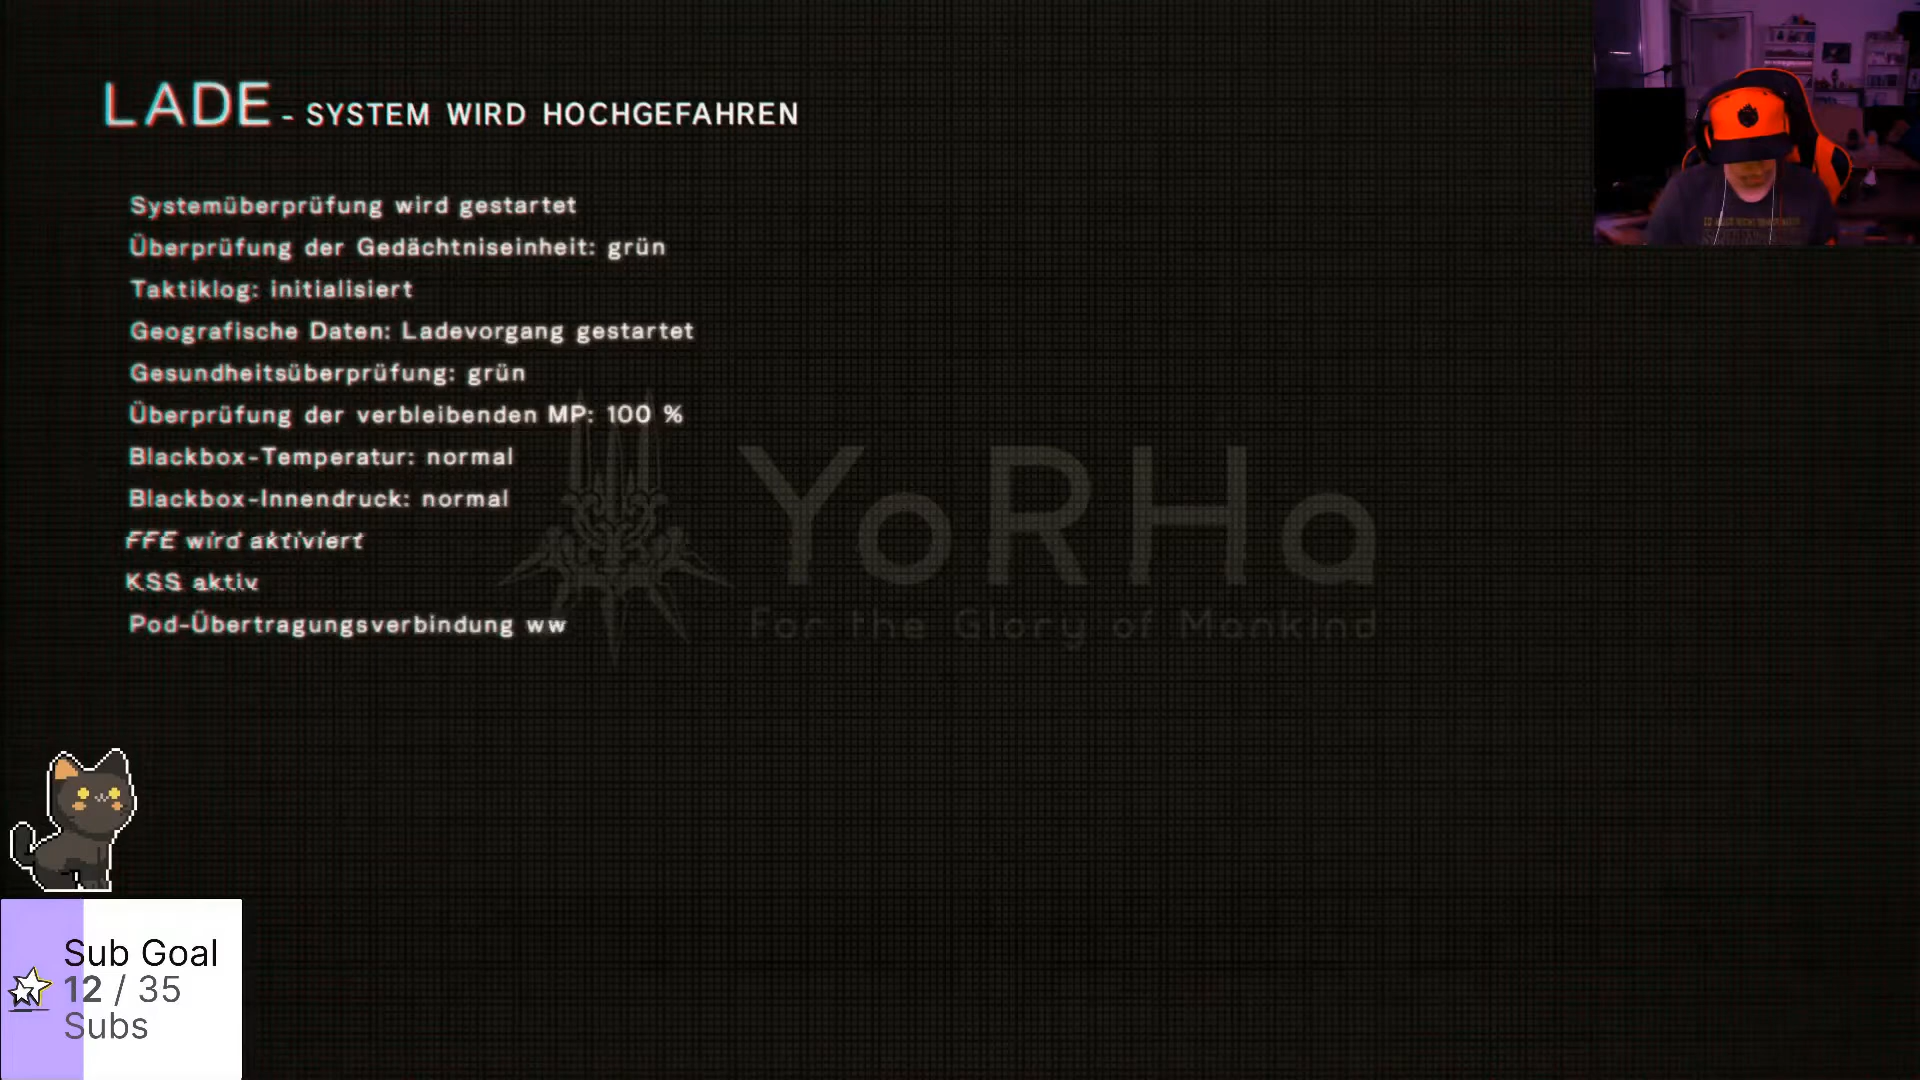 LADE - SYSTEM WIRD HOCHGEFAHREN
Systemüberprüfung wird gestartet
Überprüfung der Gedächtniseinheit: grün
Taktiklog: initialisiert
Geografische Daten: Ladevorgang gestartet
Gesundheitsüberprüfung: grün
Überprüfung der verbleibenden MP: 100 %
Blackbox-Temperatur: normal
Blackbox-Innendruck: normal
FFE wird aktiviert
KSS aktiv
Pod-Übertragungsverbindung ww
YoRHa
For the Glory of Mankind
Sub Goal
12 / 35
Subs